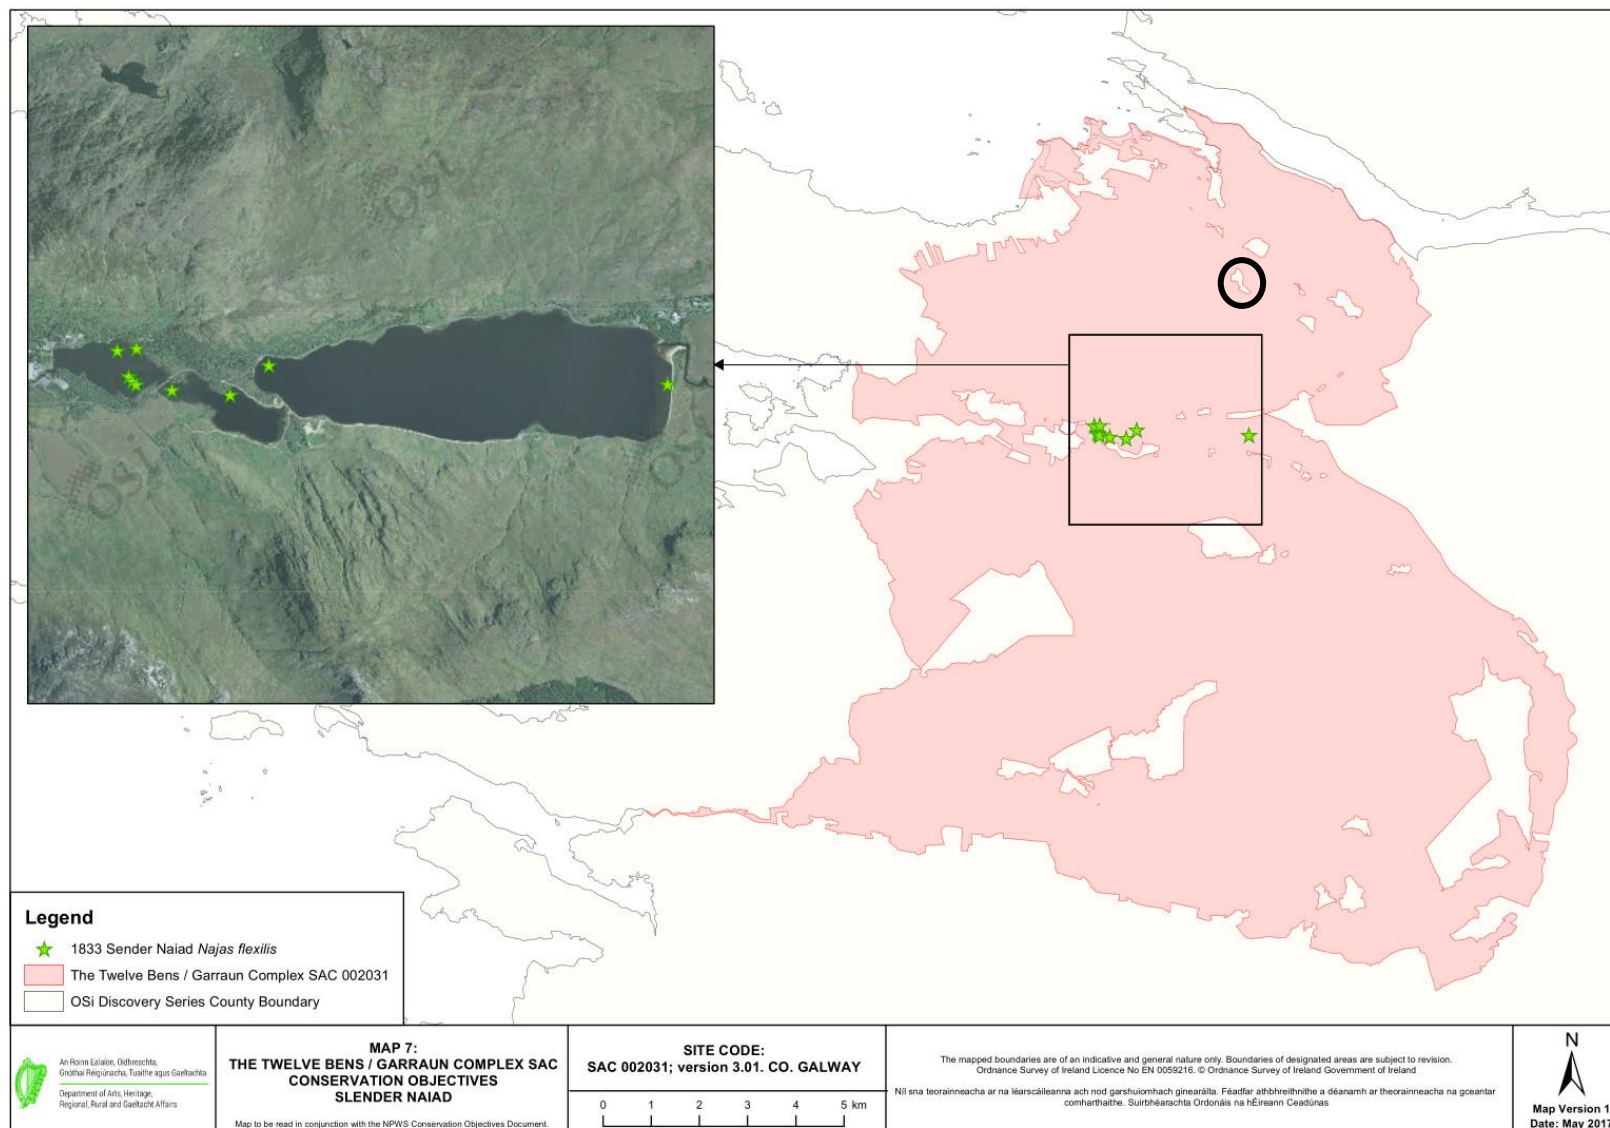 OSi
OSi
OSi
Legend
1833 Sender Naiad Najas flexilis
The Twelve Bens / Garraun Complex SAC 002031
OSi Discovery Series County Boundary
An Roinn Ealaíon, Oidhreachta,
Gnóthaí Réigiúnacha, Tuaithe agus Gaeltachta
Department of Arts, Heritage,
Regional, Rural and Gaeltacht Affairs
MAP 7:
THE TWELVE BENS / GARRAUN COMPLEX SAC
CONSERVATION OBJECTIVES
SLENDER NAIAD
Map to be read in conjunction with the NPWS Conservation Objectives Document.
SITE CODE:
SAC 002031; version 3.01. CO. GALWAY
0 1 2 3 4 5 km
The mapped boundaries are of an indicative and general nature only. Boundaries of designated areas are subject to revision.
Ordnance Survey of Ireland Licence No EN 0059216. © Ordnance Survey of Ireland Government of Ireland
Níl sna teorainneacha ar na léarscáileanna ach nod garshuiomhach ginearálta. Féadfar athbhreithnithe a déanamh ar theorainneacha na gceantar
comharthaithe. Suirbhéarachta Ordonáis na hÉireann Ceadúnas
N
Map Version 1
Date: May 2017